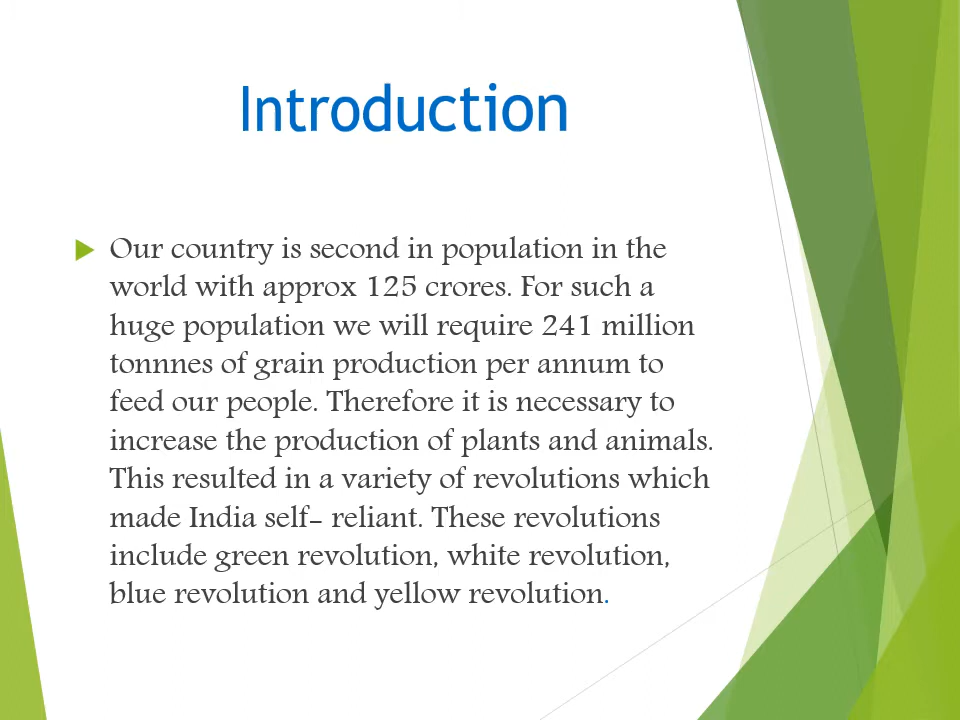 Introduction
Our country is second in population in the
world with approx 125 crores. For such a
huge population we will require 241 million
tonnnes of grain production per annum to
feed our people. Therefore it is necessary to
increase the production of plants and animals.
This resulted in a variety of revolutions which
made India self- reliant. These revolutions
include green revolution, white revolution,
blue revolution and yellow revolution.